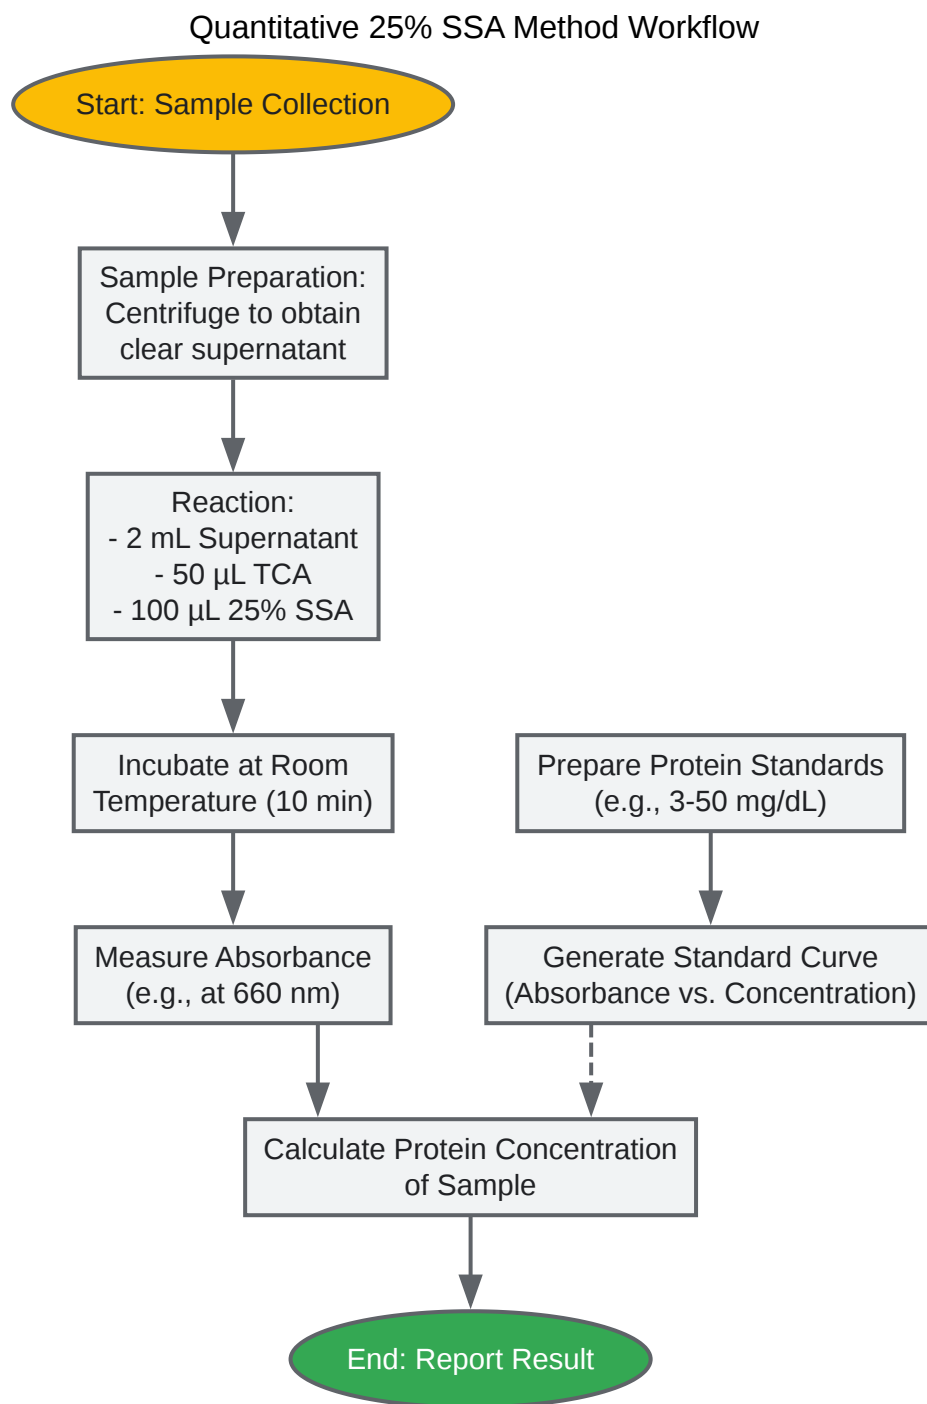 Quantitative 25% SSA Method Workflow
Start: Sample Collection
Sample Preparation:
Centrifuge to obtain
clear supernatant
Reaction:
- 2 mL Supernatant
- 50 µL TCA
- 100 µL 25% SSA
Incubate at Room
Temperature (10 min)
Prepare Protein Standards
(e.g., 3-50 mg/dL)
Measure Absorbance
(e.g., at 660 nm)
Generate Standard Curve
(Absorbance vs. Concentration)
Calculate Protein Concentration
of Sample
End: Report Result